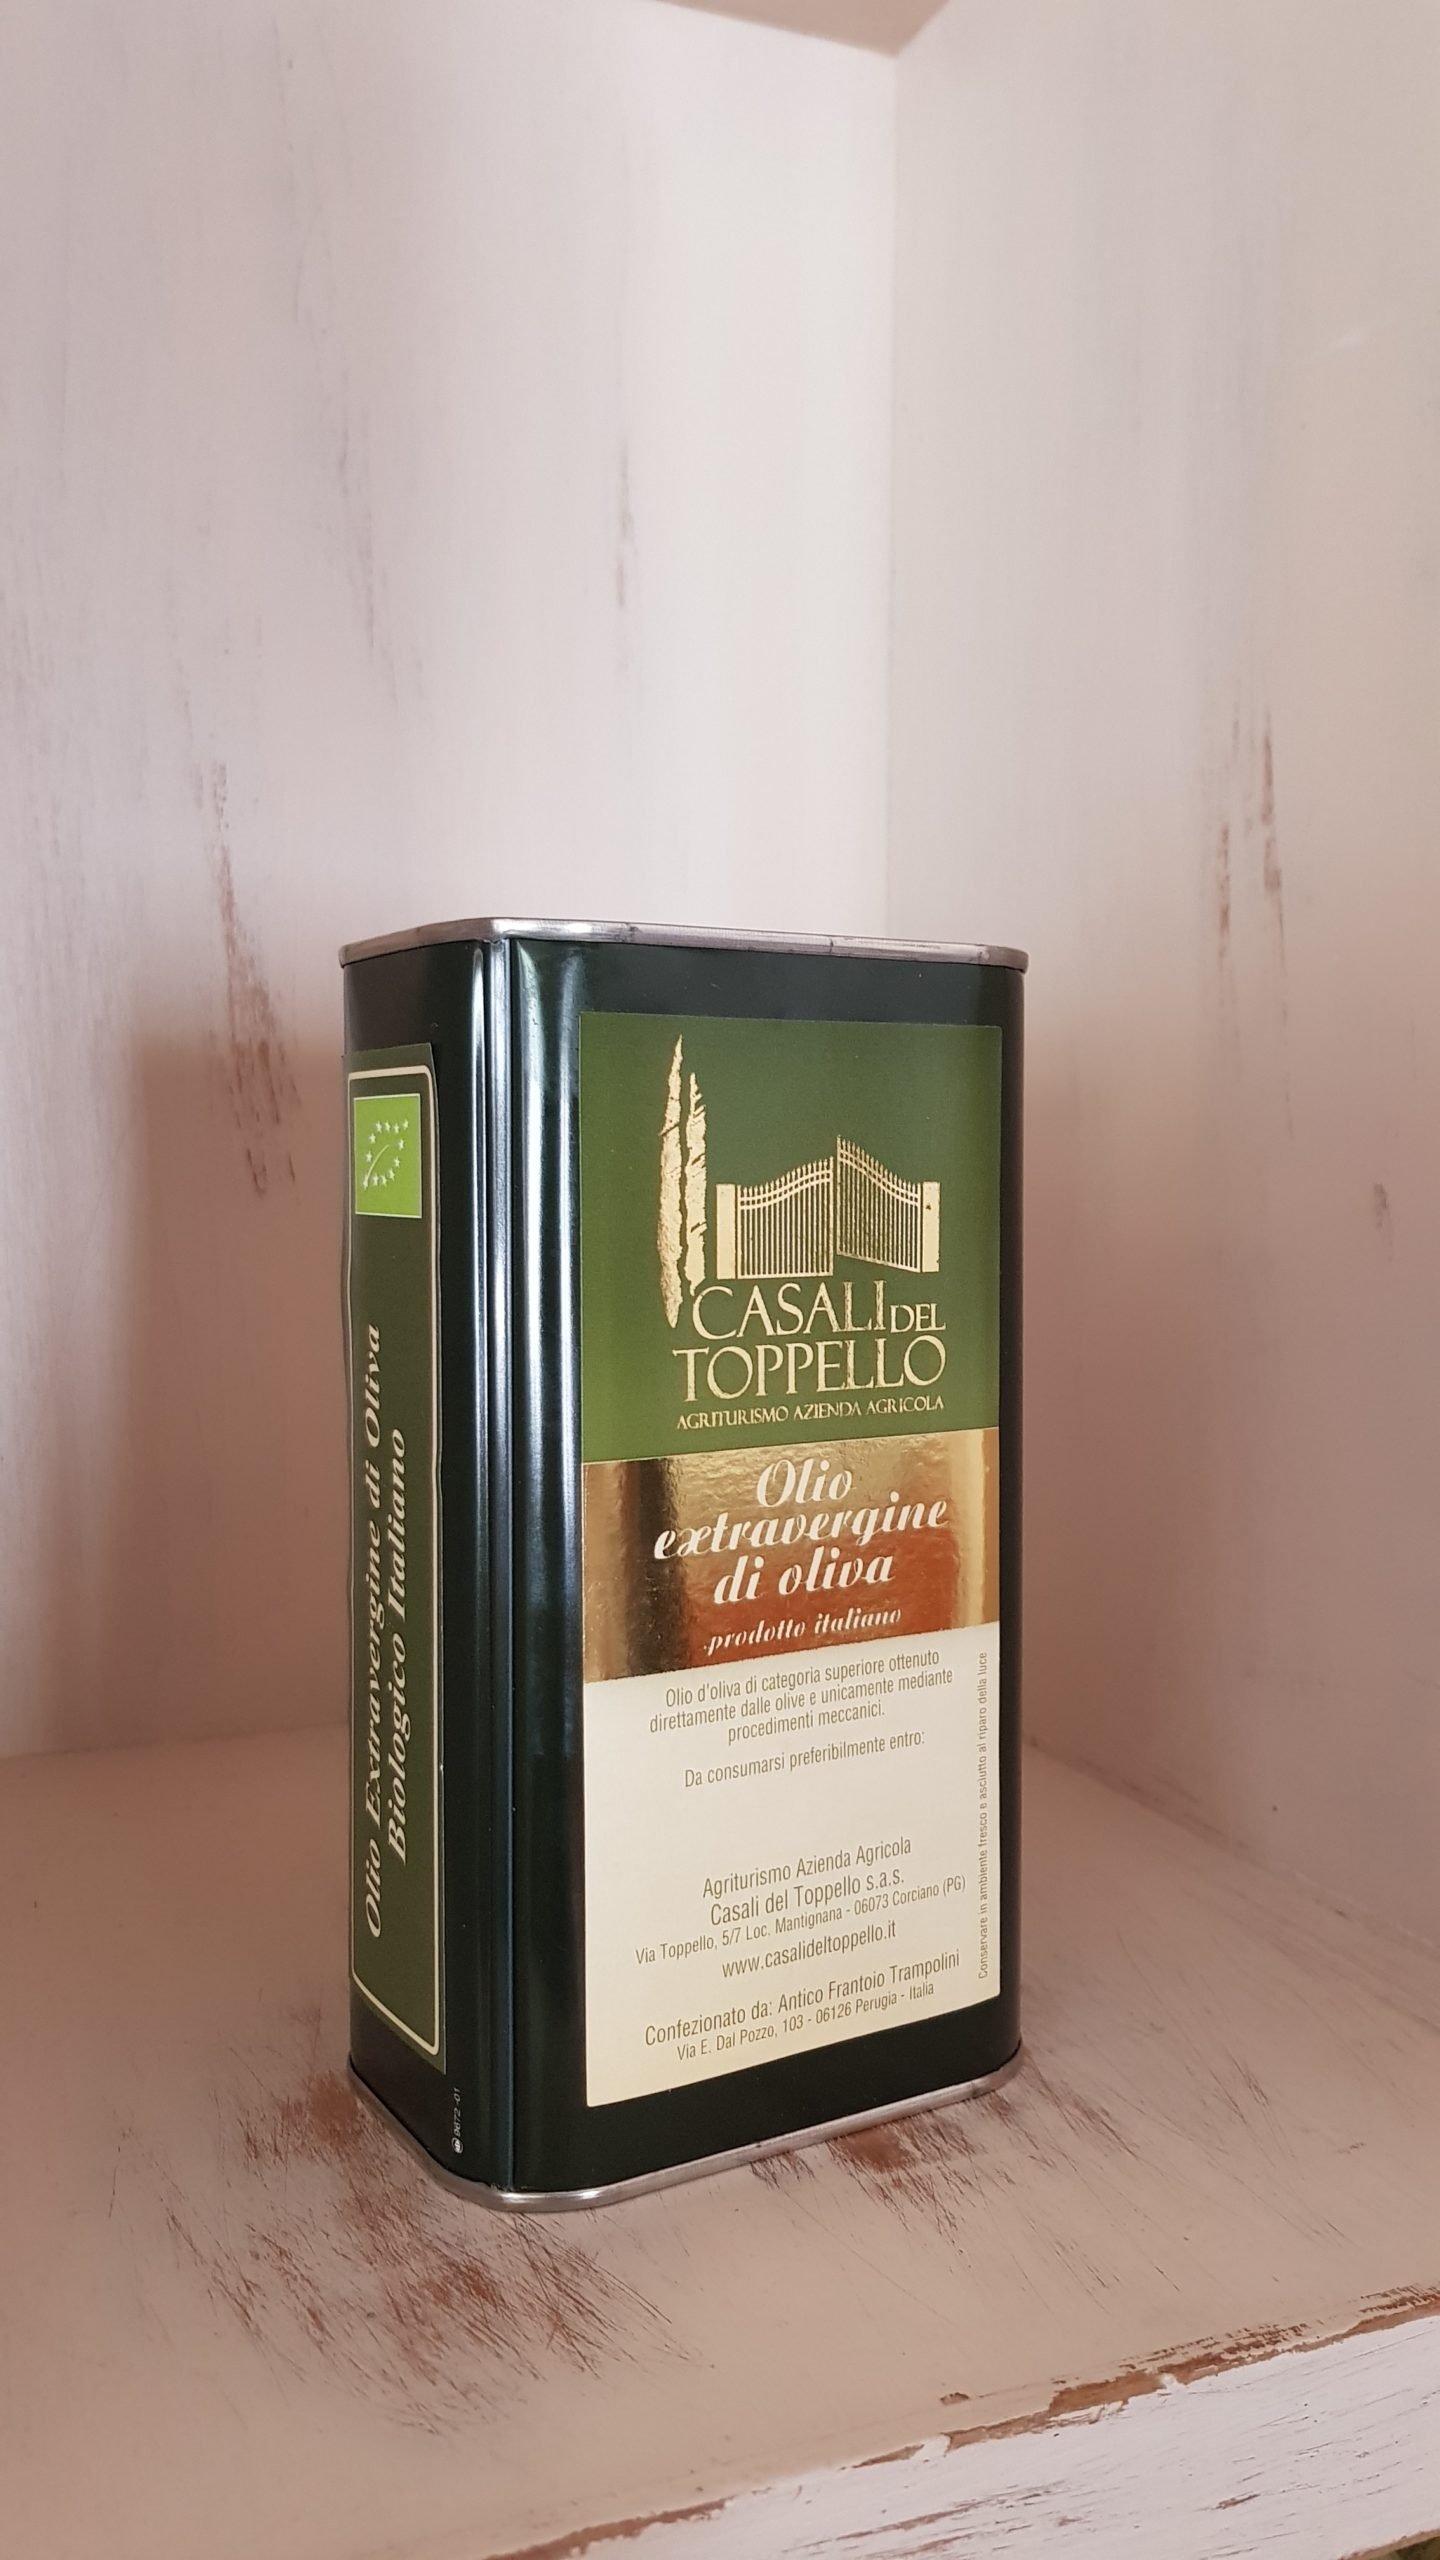 Olio Extravergine di Oliva
Biologico Italiano
9672-01
CASALI DEL
TOPPELLO
AGRITURISMO AZIENDA AGRICOLA
Olio
extravergine
di oliva
prodotto italiano
Olio d'oliva di categoria superiore ottenuto
direttamente dalle olive e unicamente mediante
procedimenti meccanici.
Da consumarsi preferibilmente entro:
Agriturismo Azienda Agricola
Casali del Toppello s.a.s.
Via Toppello, 5/7 Loc. Mantignana - 06073 Corciano (PG)
www.casalideltoppello.it
Confezionato da: Antico Frantoio Trampolini
Via E. Dal Pozzo, 103 - 06126 Perugia - Italia
Conservare in ambiente fresco e asciutto al riparo della luce